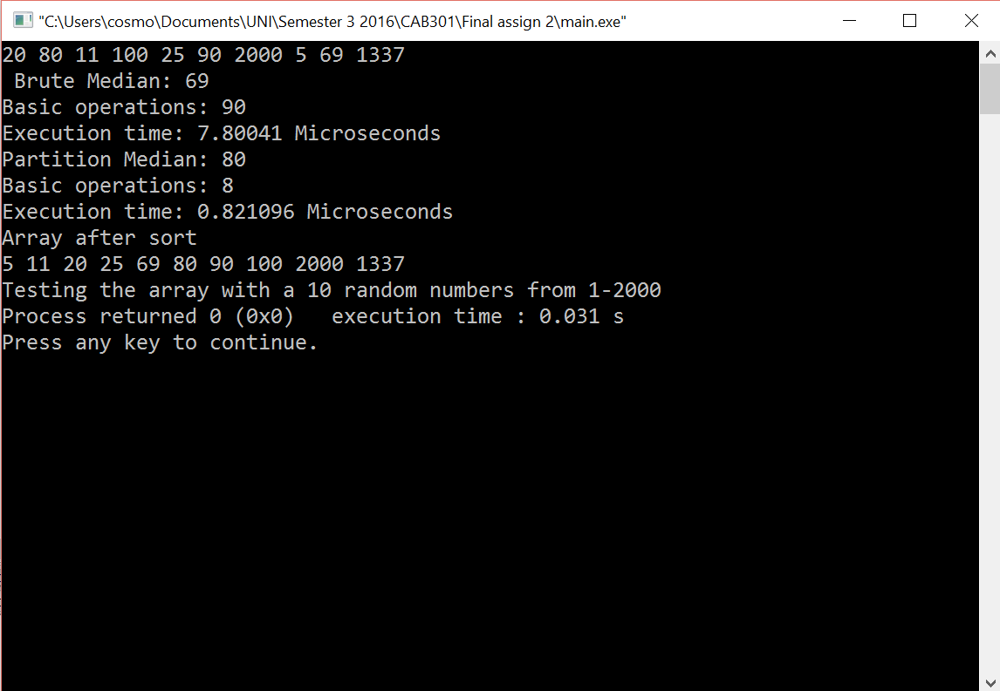 "C:\Users\cosmo\Documents\UNI\Semester 3 2016\CAB301\Final assign 2\main.exe"
20 80 11 100 25 90 2000 5 69 1337
 Brute Median: 69
Basic operations: 90
Execution time: 7.80041 Microseconds
Partition Median: 80
Basic operations: 8
Execution time: 0.821096 Microseconds
Array after sort
5 11 20 25 69 80 90 100 2000 1337
Testing the array with a 10 random numbers from 1-2000
Process returned 0 (0x0)   execution time : 0.031 s
Press any key to continue.